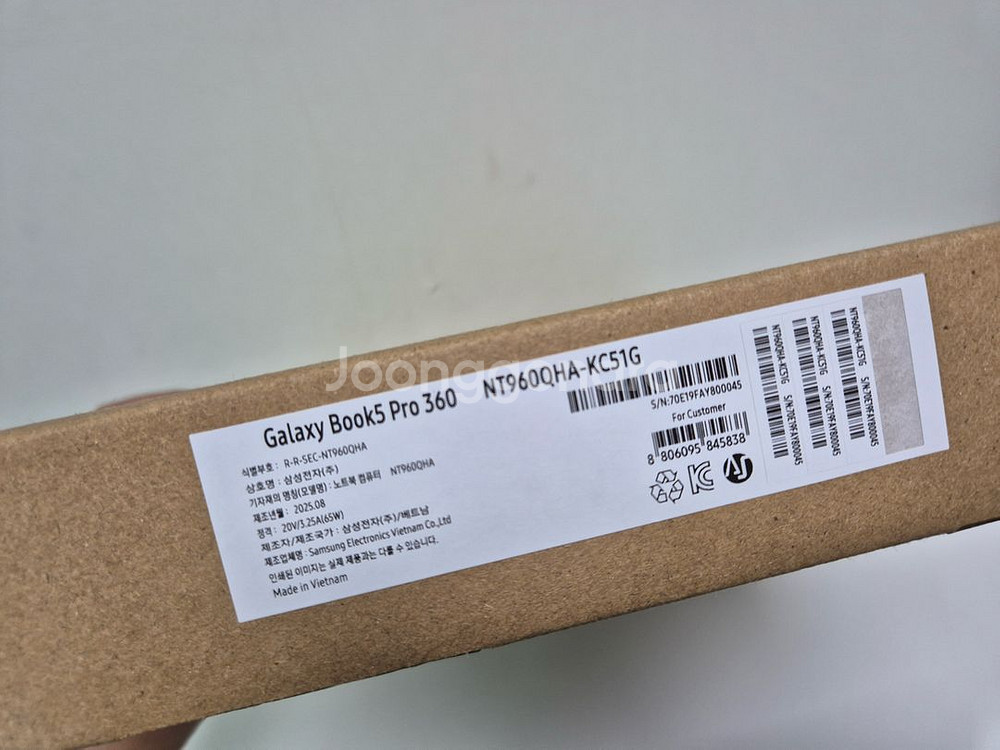 Galaxy Book5 Pro 360 NT960QHA-KC51G
식별부호 : R-R-SEC-NT960QHA
상호명 : 삼성전자(주)
기자재의 명칭(모델명) : 노트북 컴퓨터 NT960QHA
제조년월 : 2025.08
정격 : 20V/3.25A(65W)
제조자/제조국가 : 삼성전자(주)/베트남
제조업체명 : Samsung Electronics Vietnam Co.,Ltd
인쇄된 이미지는 실제 제품과는 다를 수 있습니다.
Made in Vietnam
S/N:70E19FAY800045
For Customer
8 806095 845838
NT960QHA-KC51G S/N:70E19FAY800045
NT960QHA-KC51G S/N:70E19FAY800045
NT960QHA-KC51G S/N:70E19FAY800045
Joonggonara